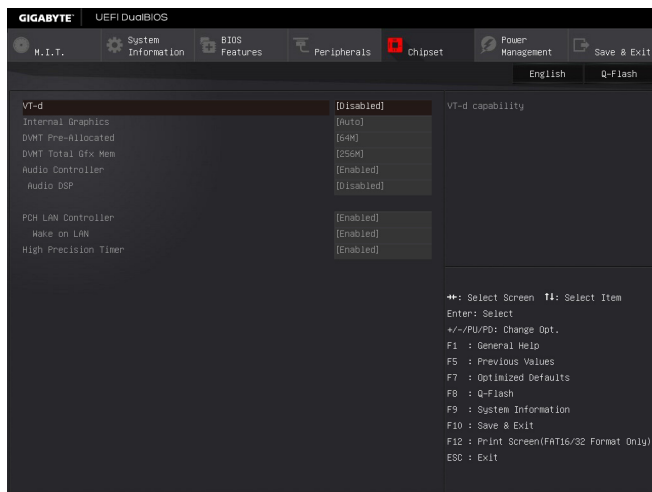 GIGABYTE™ UEFI DualBIOS
M.I.T.
System Information
BIOS Features
Peripherals
Chipset
Power Management
Save & Exit
English Q-Flash
VT-d [Disabled] VT-d capability
Internal Graphics [Auto]
DVMT Pre-Allocated [64M]
DVMT Total Gfx Mem [256M]
Audio Controller [Enabled]
Audio DSP [Disabled]
PCH LAN Controller [Enabled]
Wake on LAN [Enabled]
High Precision Timer [Enabled]
→←: Select Screen ↑↓: Select Item
Enter: Select
+/-/PU/PD: Change Opt.
F1 : General Help
F5 : Previous Values
F7 : Optimized Defaults
F8 : Q-Flash
F9 : System Information
F10 : Save & Exit
F12 : Print Screen(FAT16/32 Format Only)
ESC : Exit